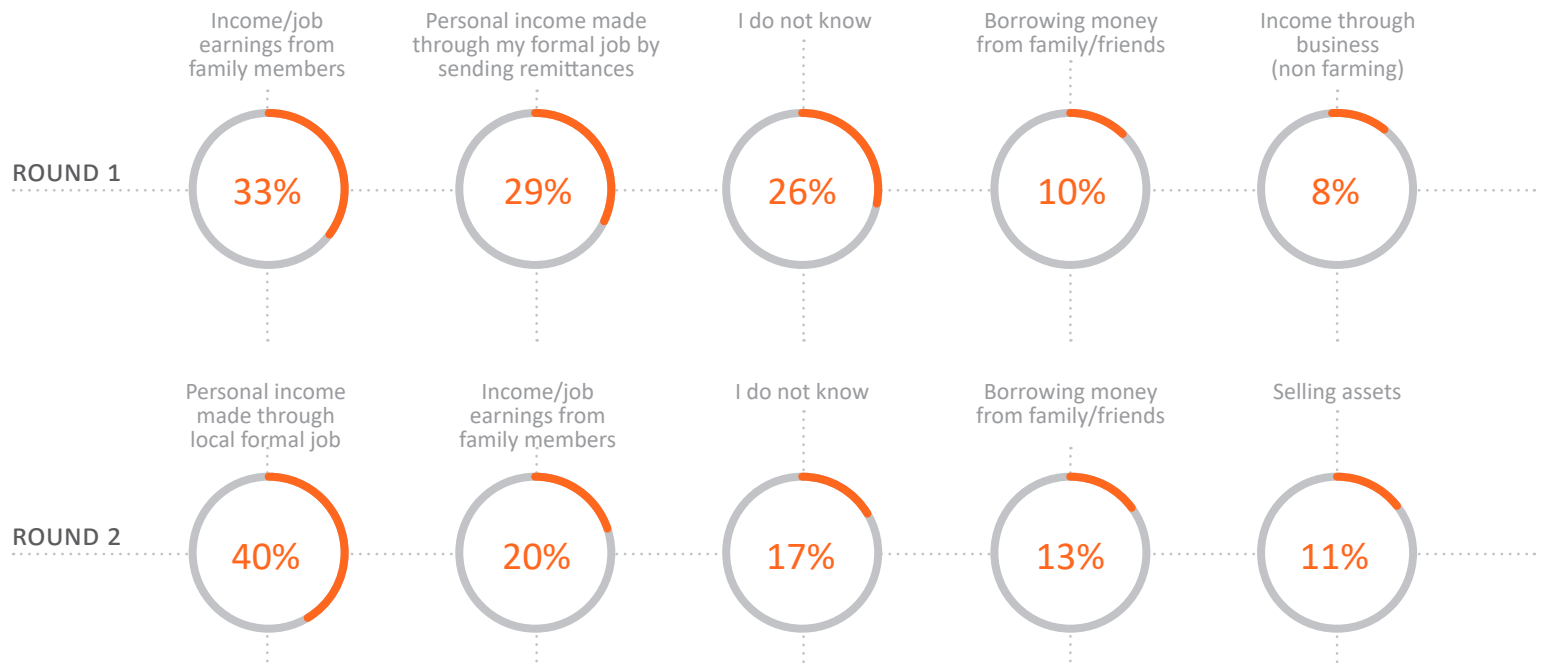 Income/job
earnings from
family members
Personal income made
through my formal job by
sending remittances
I do not know
Borrowing money
from family/friends
Income through
business
(non farming)
ROUND 1
33%
29%
26%
10%
8%
Personal income
made through
local formal job
Income/job
earnings from
family members
I do not know
Borrowing money
from family/friends
Selling assets
ROUND 2
40%
20%
17%
13%
11%